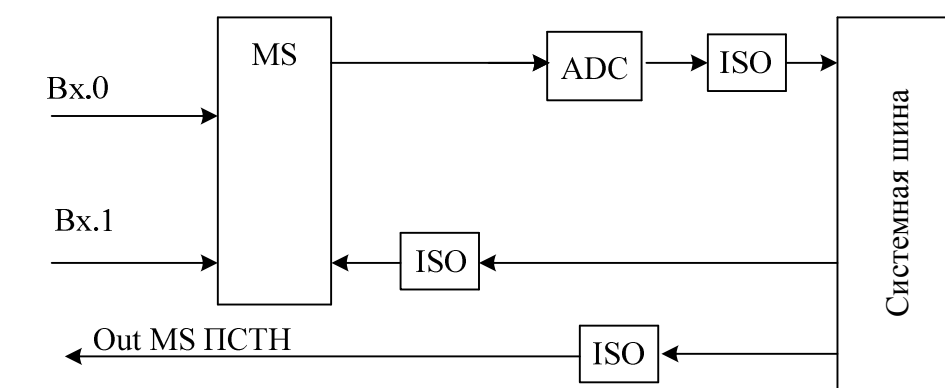 MS
ADC
ISO
Вх.0
Системная шина
Вх.1
ISO
Out MS ПСТН
ISO